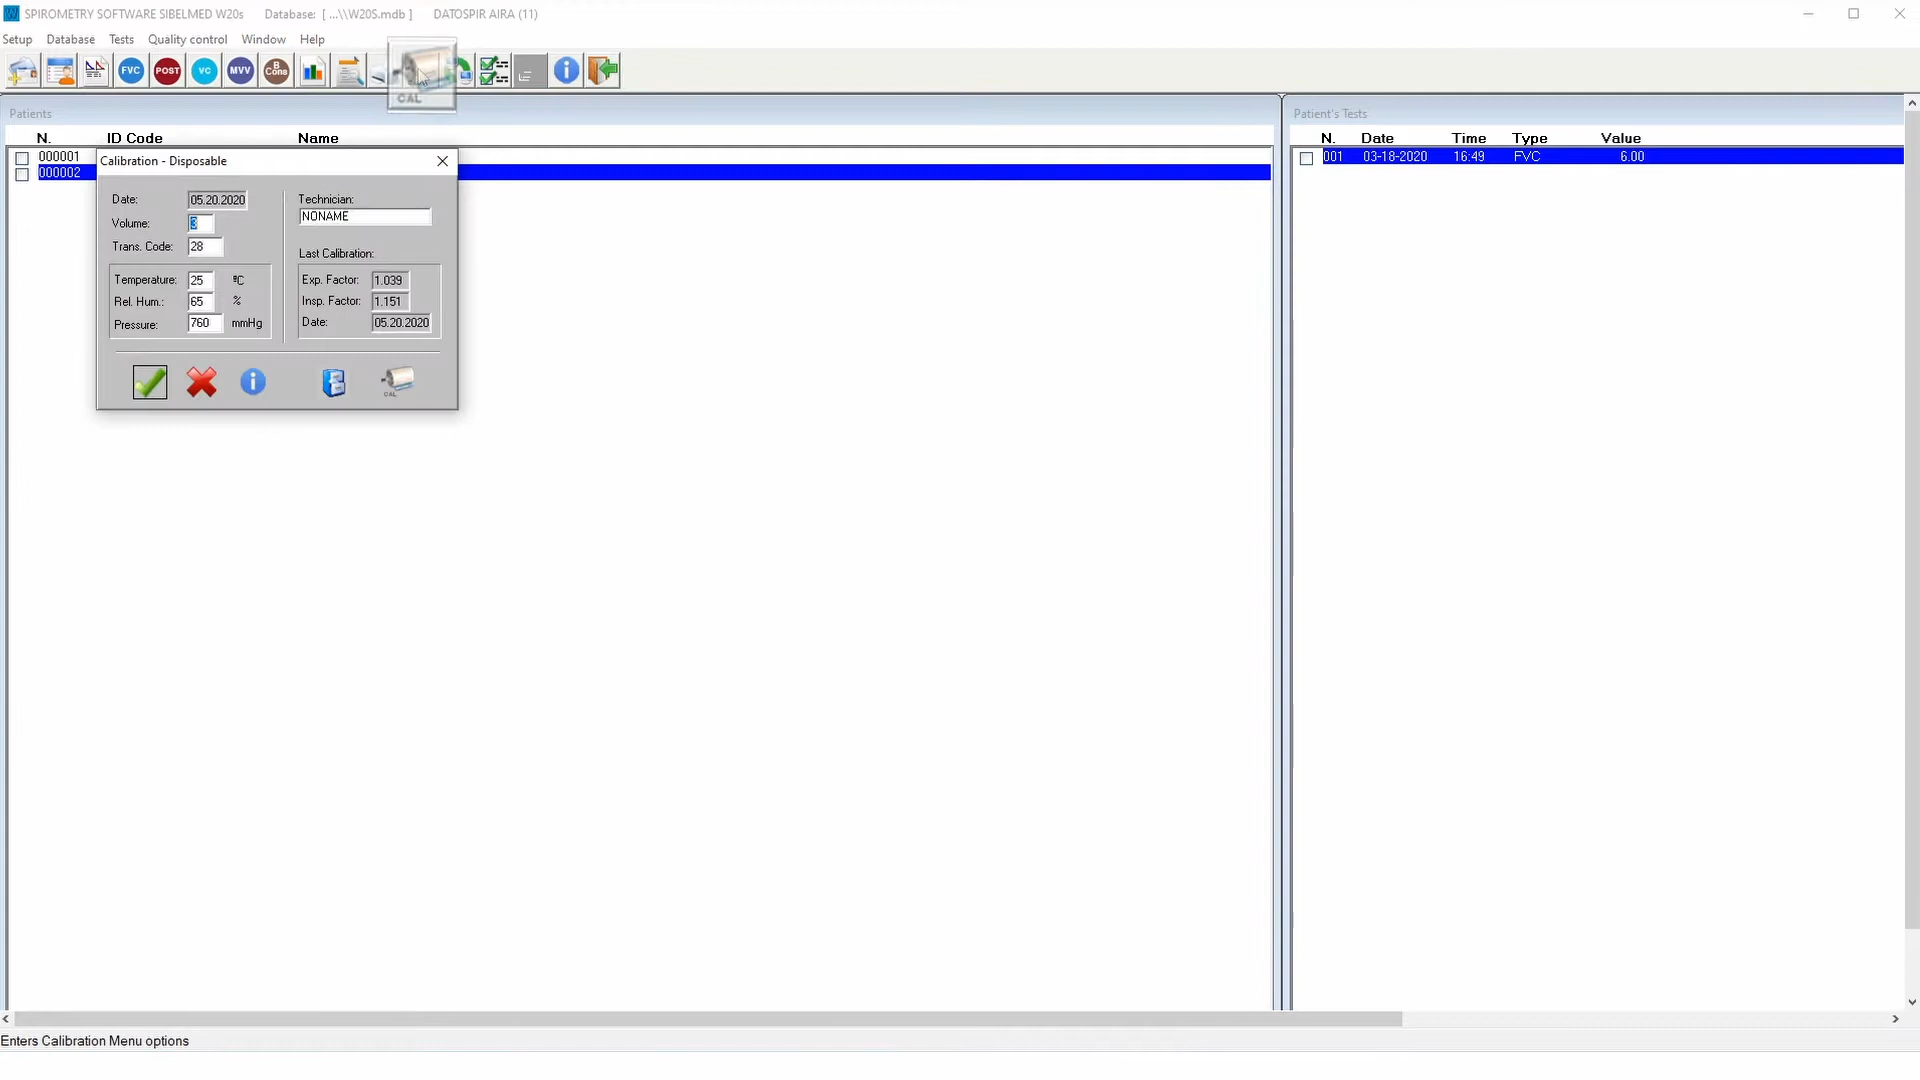 SPIROMETRY SOFTWARE SIBELMED W20s Database: [ ...\\W20S.mdb ] DATOSPIR AIRA (11)
Setup Database Tests Quality control Window Help
FVC POST VC MVV B Cons CAL
Patients
N. ID Code Name
000001
000002
Calibration - Disposable
Date: 05.20.2020
Volume: 3
Trans. Code: 28
Temperature: 25 ºC
Rel. Hum.: 65 %
Pressure: 760 mmHg
Technician:
NONAME
Last Calibration:
Exp. Factor: 1.039
Insp. Factor: 1.151
Date: 05.20.2020
CAL
Patient's Tests
N. Date Time Type Value
001 03-18-2020 16:49 FVC 6.00
Enters Calibration Menu options